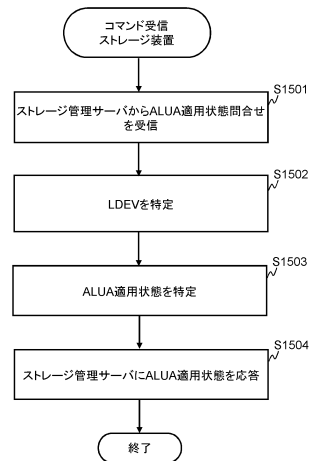 コマンド受信
ストレージ装置
S1501
ストレージ管理サーバからALUA適用状態問合せ
を受信
S1502
LDEVを特定
S1503
ALUA適用状態を特定
S1504
ストレージ管理サーバにALUA適用状態を応答
終了